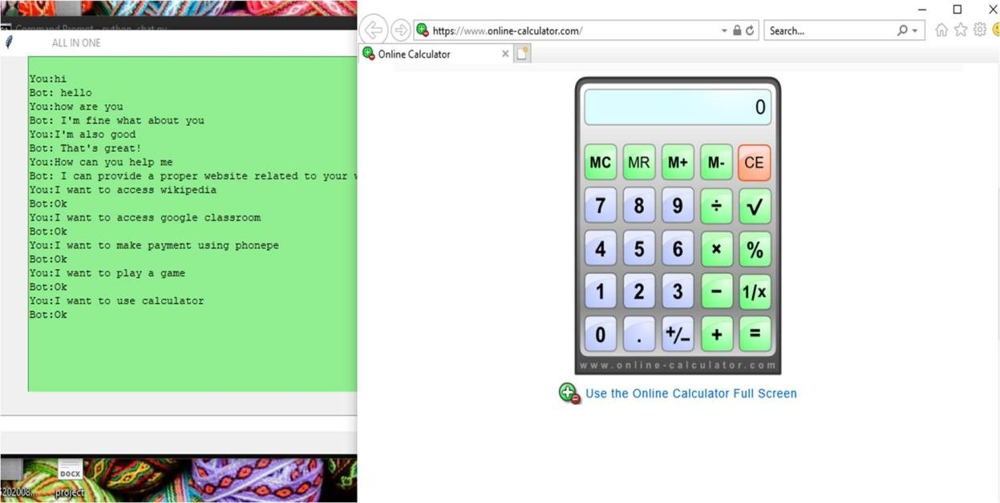 Command Prompt - python chat.py
ALL IN ONE
You:hi
Bot: hello
You:how are you
Bot: I'm fine what about you
You:I'm also good
Bot: That's great!
You:How can you help me
Bot: I can provide a proper website related to your
You:I want to access wikipedia
Bot:Ok
You:I want to access google classroom
Bot:Ok
You:I want to make payment using phonepe
Bot:Ok
You:I want to play a game
Bot:Ok
You:I want to use calculator
Bot:Ok
DOCX
project
https://www.online-calculator.com/
Search...
Online Calculator
0
MC MR M+ M- CE
7 8 9 ÷ √
4 5 6 × %
1 2 3 − 1/x
0 . +/− + =
www.online-calculator.com
Use the Online Calculator Full Screen